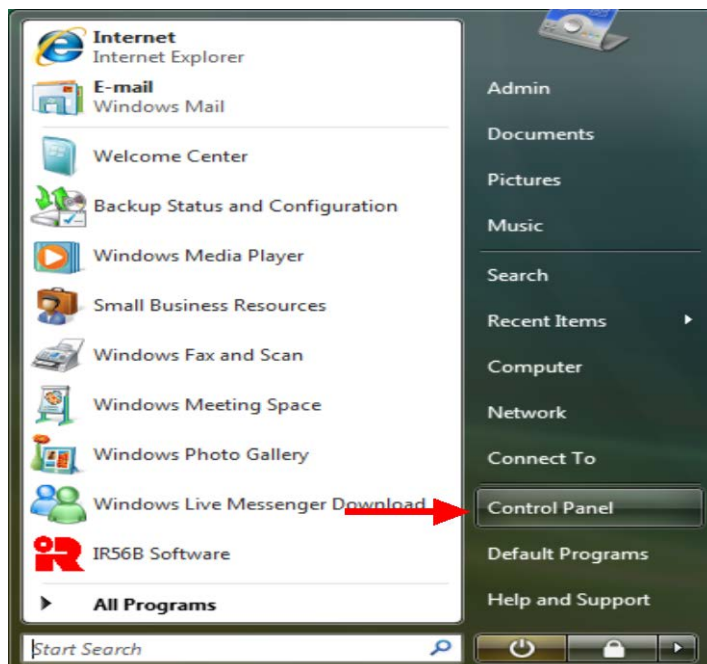 Internet
Internet Explorer
E-mail
Windows Mail
Welcome Center
Backup Status and Configuration
Windows Media Player
Small Business Resources
Windows Fax and Scan
Windows Meeting Space
Windows Photo Gallery
Windows Live Messenger Download
IR56B Software
All Programs
Start Search
Admin
Documents
Pictures
Music
Search
Recent Items
Computer
Network
Connect To
Control Panel
Default Programs
Help and Support